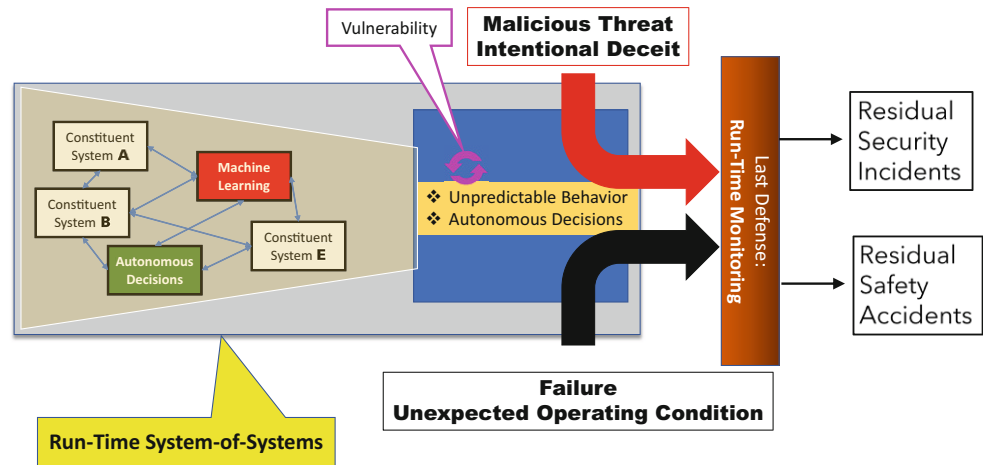 Vulnerability
Malicious Threat
Intentional Deceit
Constituent
System A
Machine
Learning
Constituent
System B
Constituent
System E
Autonomous
Decisions
❖ Unpredictable Behavior
❖ Autonomous Decisions
Last Defense:
Run-Time Monitoring
Residual
Security
Incidents
Residual
Safety
Accidents
Failure
Unexpected Operating Condition
Run-Time System-of-Systems